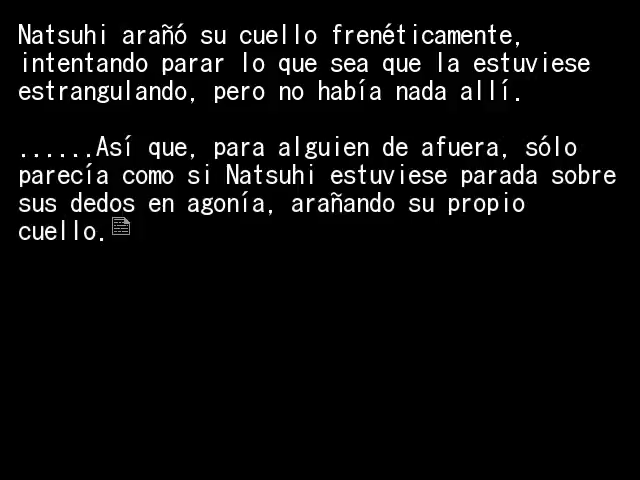 Natsuhi arañó su cuello frenéticamente,
intentando parar lo que sea que la estuviese
estrangulando, pero no había nada allí.
......Así que, para alguien de afuera, sólo
parecía como si Natsuhi estuviese parada sobre
sus dedos en agonía, arañando su propio
cuello.